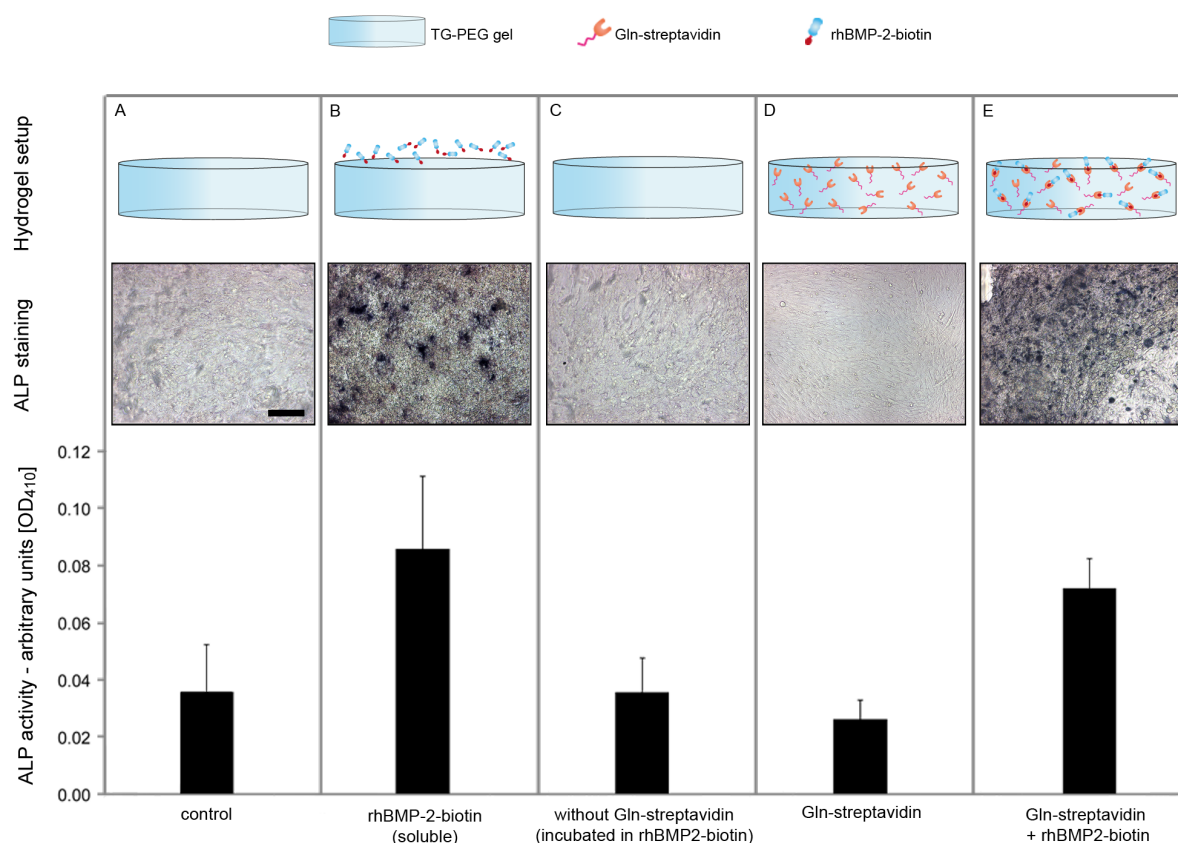 TG-PEG gel
Gln-streptavidin
rhBMP-2-biotin
Hydrogel setup
A
B
C
D
E
ALP staining
ALP activity - arbitrary units [OD₄₁₀]
0.12
0.10
0.08
0.06
0.04
0.02
0.00
control
rhBMP-2-biotin
(soluble)
without Gln-streptavidin
(incubated in rhBMP2-biotin)
Gln-streptavidin
Gln-streptavidin
+ rhBMP2-biotin